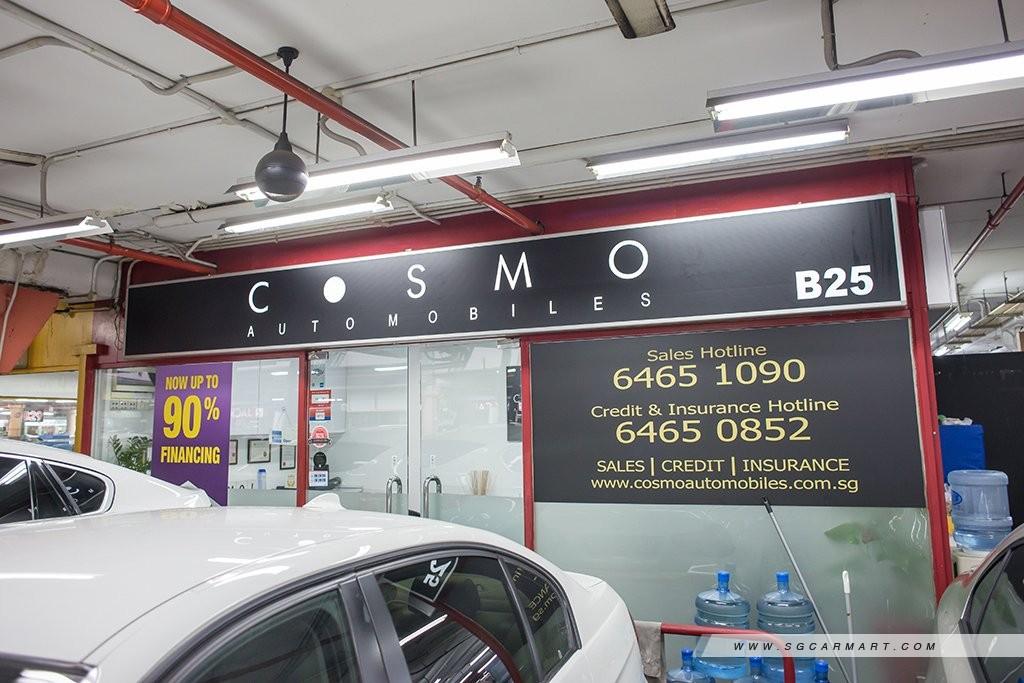 COSMO
AUTOMOBILES
B25
NOW UP TO
90%
FINANCING
Sales Hotline
6465 1090
Credit & Insurance Hotline
6465 0852
SALES | CREDIT | INSURANCE
www.cosmoautomobiles.com.sg
WWW.SGCARMART.COM